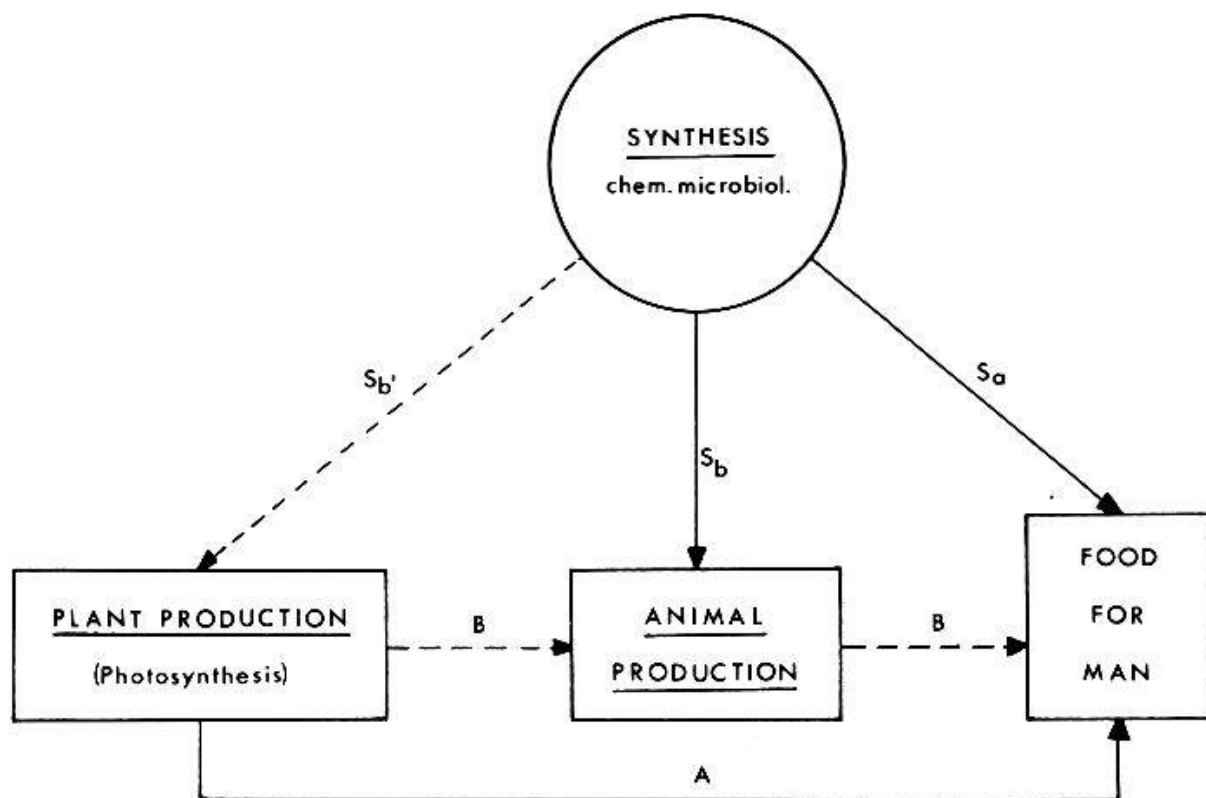 SYNTHESIS
chem. microbiol.
Sb'
Sa
Sb
PLANT PRODUCTION
(Photosynthesis)
B
ANIMAL
PRODUCTION
B
FOOD
FOR
MAN
A